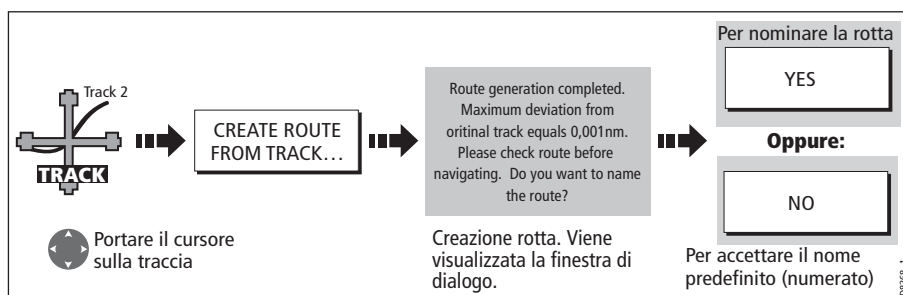 Track 2
TRACK
Portare il cursore
sulla traccia
CREATE ROUTE
FROM TRACK...
Route generation completed.
Maximum deviation from
oritinal track equals 0,001nm.
Please check route before
navigating. Do you want to name
the route?
Creazione rotta. Viene
visualizzata la finestra di
dialogo.
Per nominare la rotta
YES
Oppure:
NO
Per accettare il nome
predefinito (numerato)